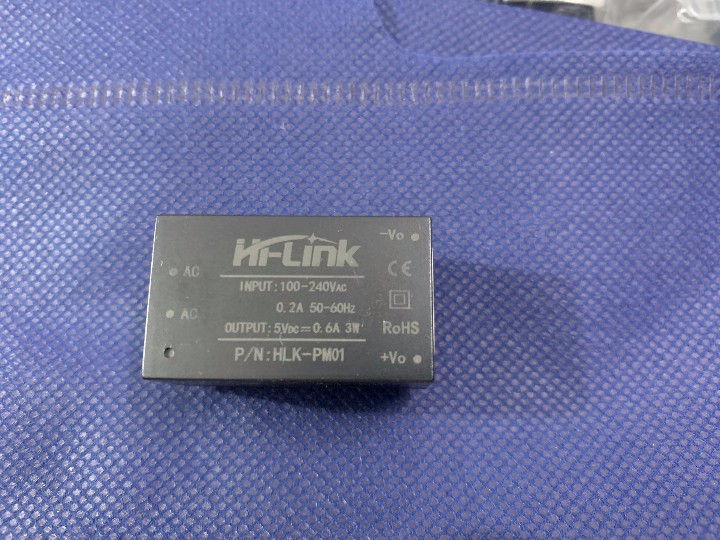 Hi-Link
INPUT:100-240VAC
0.2A 50-60Hz
OUTPUT:5VDC⎓0.6A 3W
P/N:HLK-PM01
AC
AC
-Vo
CE
RoHS
+Vo